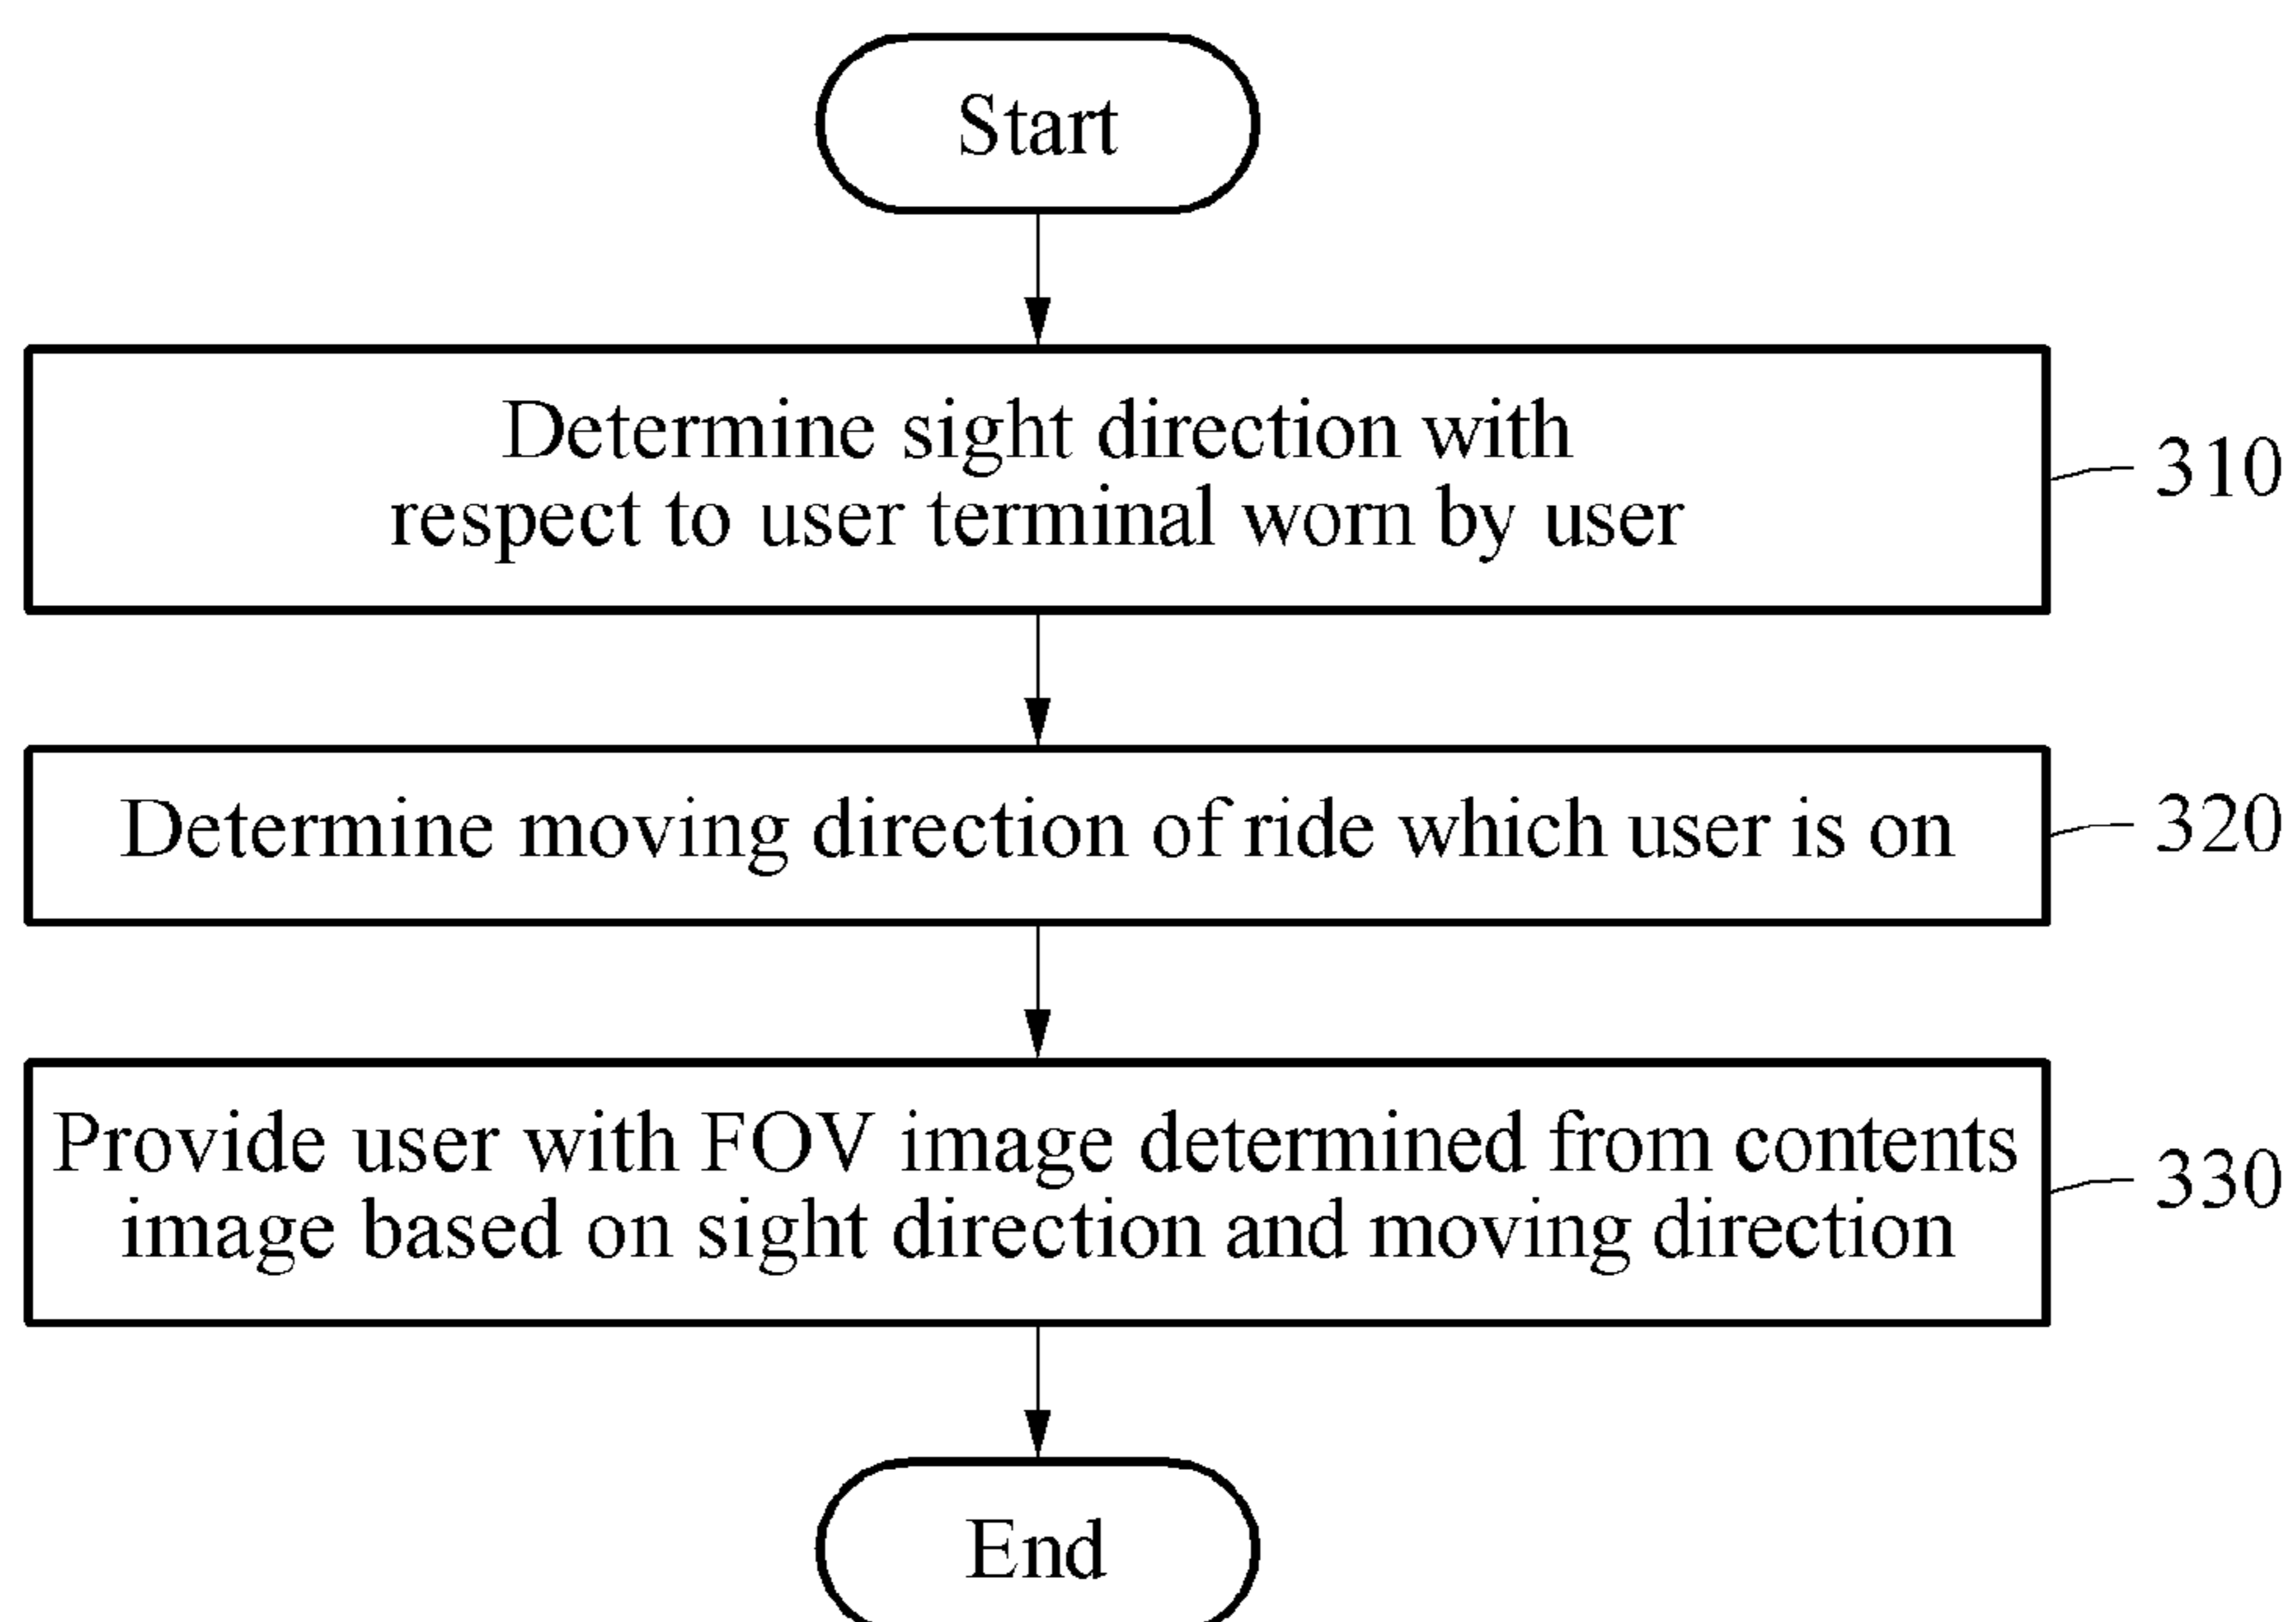 Start
Determine sight direction with
respect to user terminal worn by user
310
Determine moving direction of ride which user is on
320
Provide user with FOV image determined from contents
image based on sight direction and moving direction
330
End